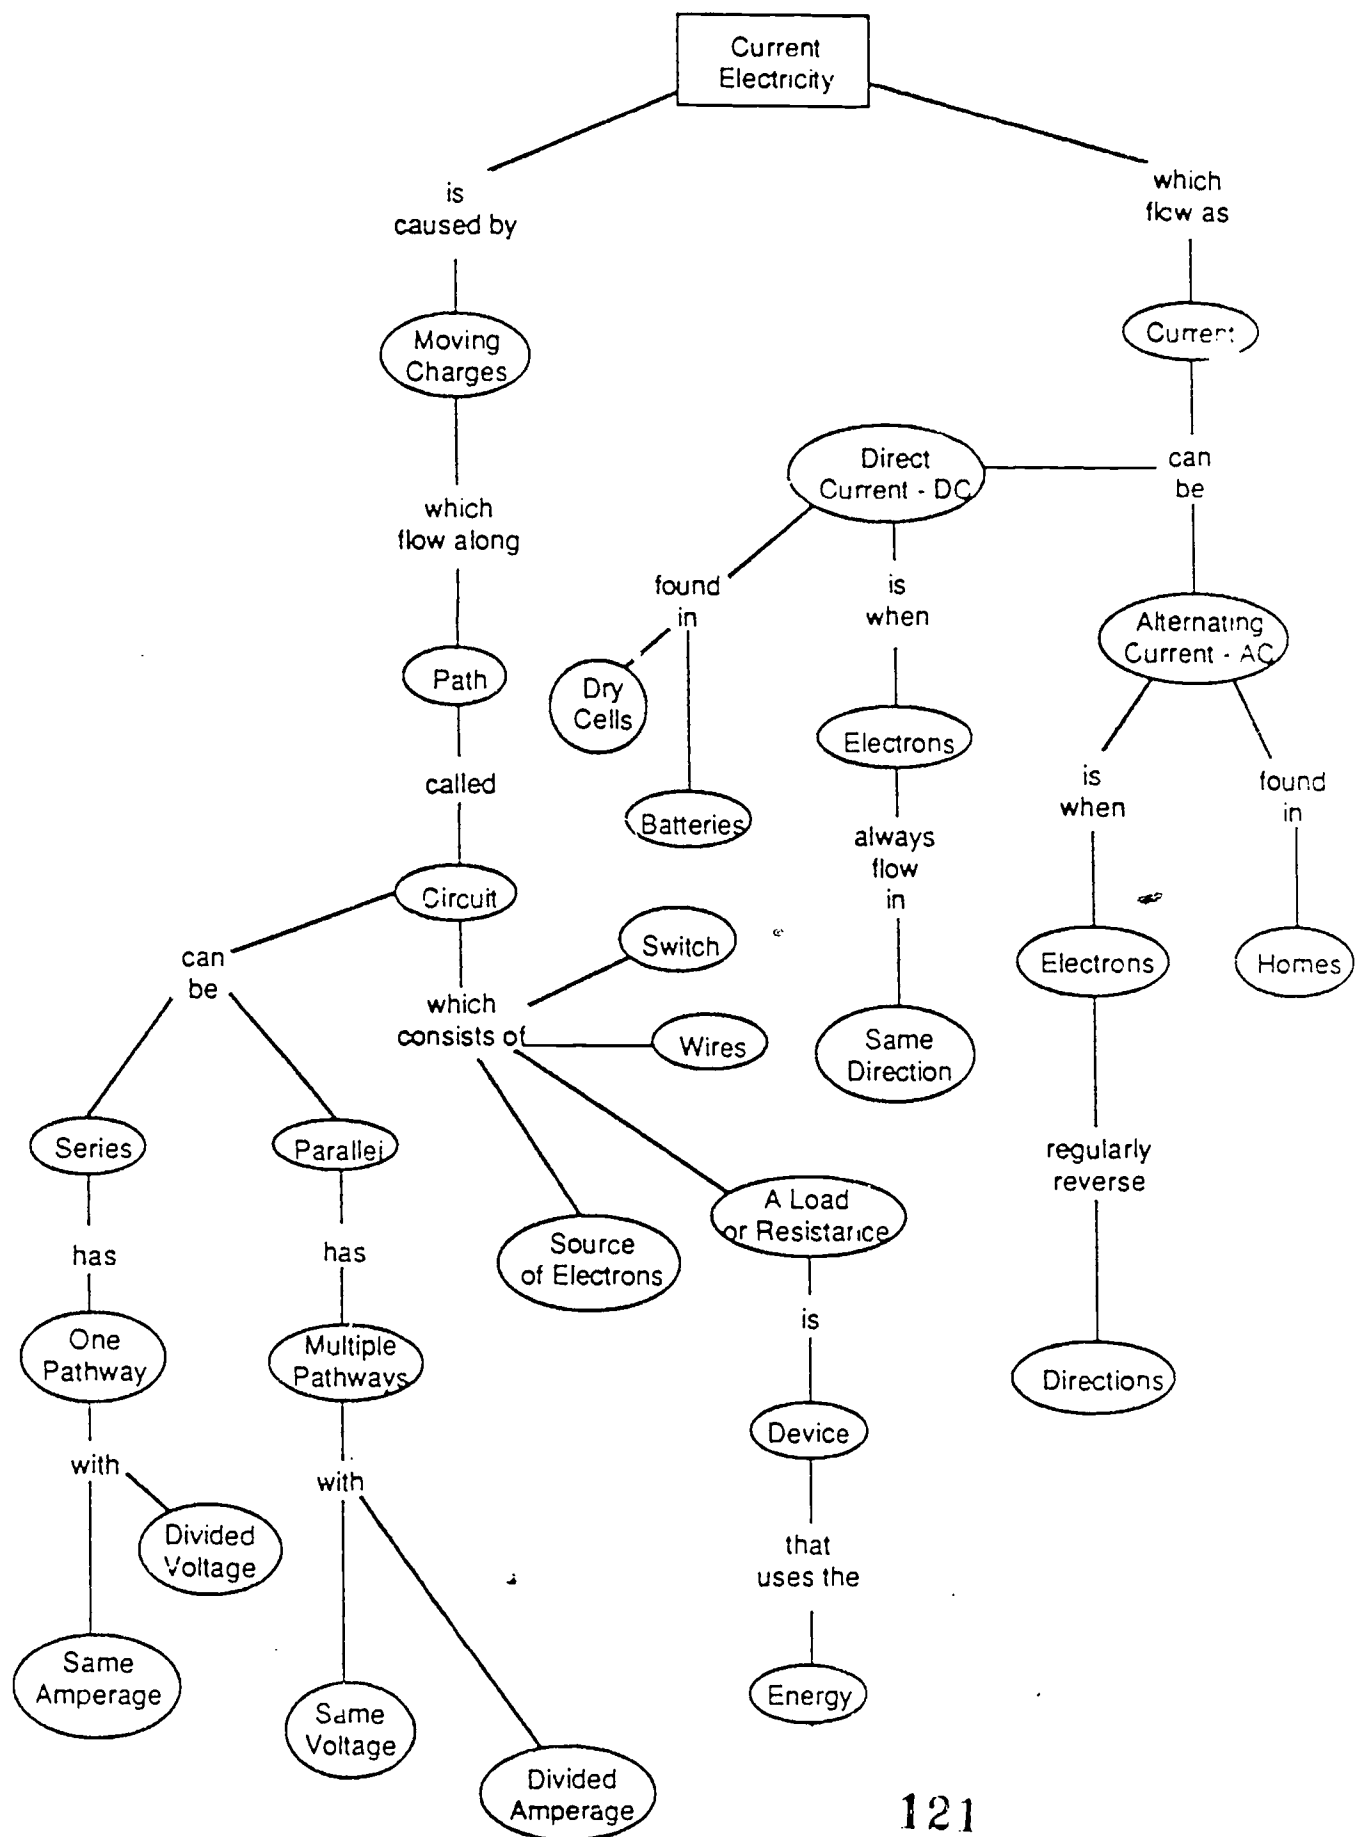 Current
Electricity
is
caused by
which
flow as
Moving
Charges
Current
which
flow along
Direct
Current - DC
can
be
found
in
is
when
Alternating
Current - AC
Path
Dry
Cells
Electrons
called
Batteries
always
flow
in
is
when
found
in
Circuit
Switch
Electrons
Homes
can
be
which
consists of
Wires
Same
Direction
Series
Parallel
regularly
reverse
A Load
or Resistance
Source
of Electrons
has
has
is
One
Pathway
Multiple
Pathways
Directions
Device
with
with
Divided
Voltage
that
uses the
Same
Amperage
Same
Voltage
Energy
Divided
Amperage
121